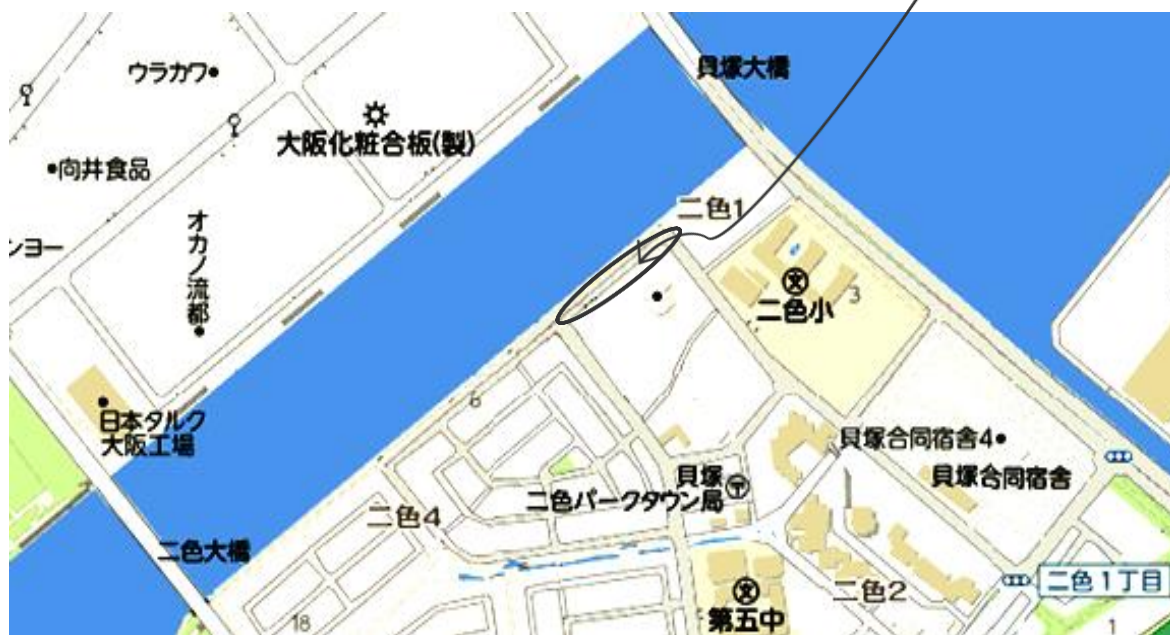 ウラカワ
貝塚大橋
大阪化粧合板(製)
向井食品
二色1
オカノ流都
ンヨー
3
二色小
6
日本タルク
大阪工場
貝塚合同宿舎4
貝塚合同宿舎
貝塚
二色パークタウン局
二色4
二色大橋
二色1丁目
二色2
第五中
18
1